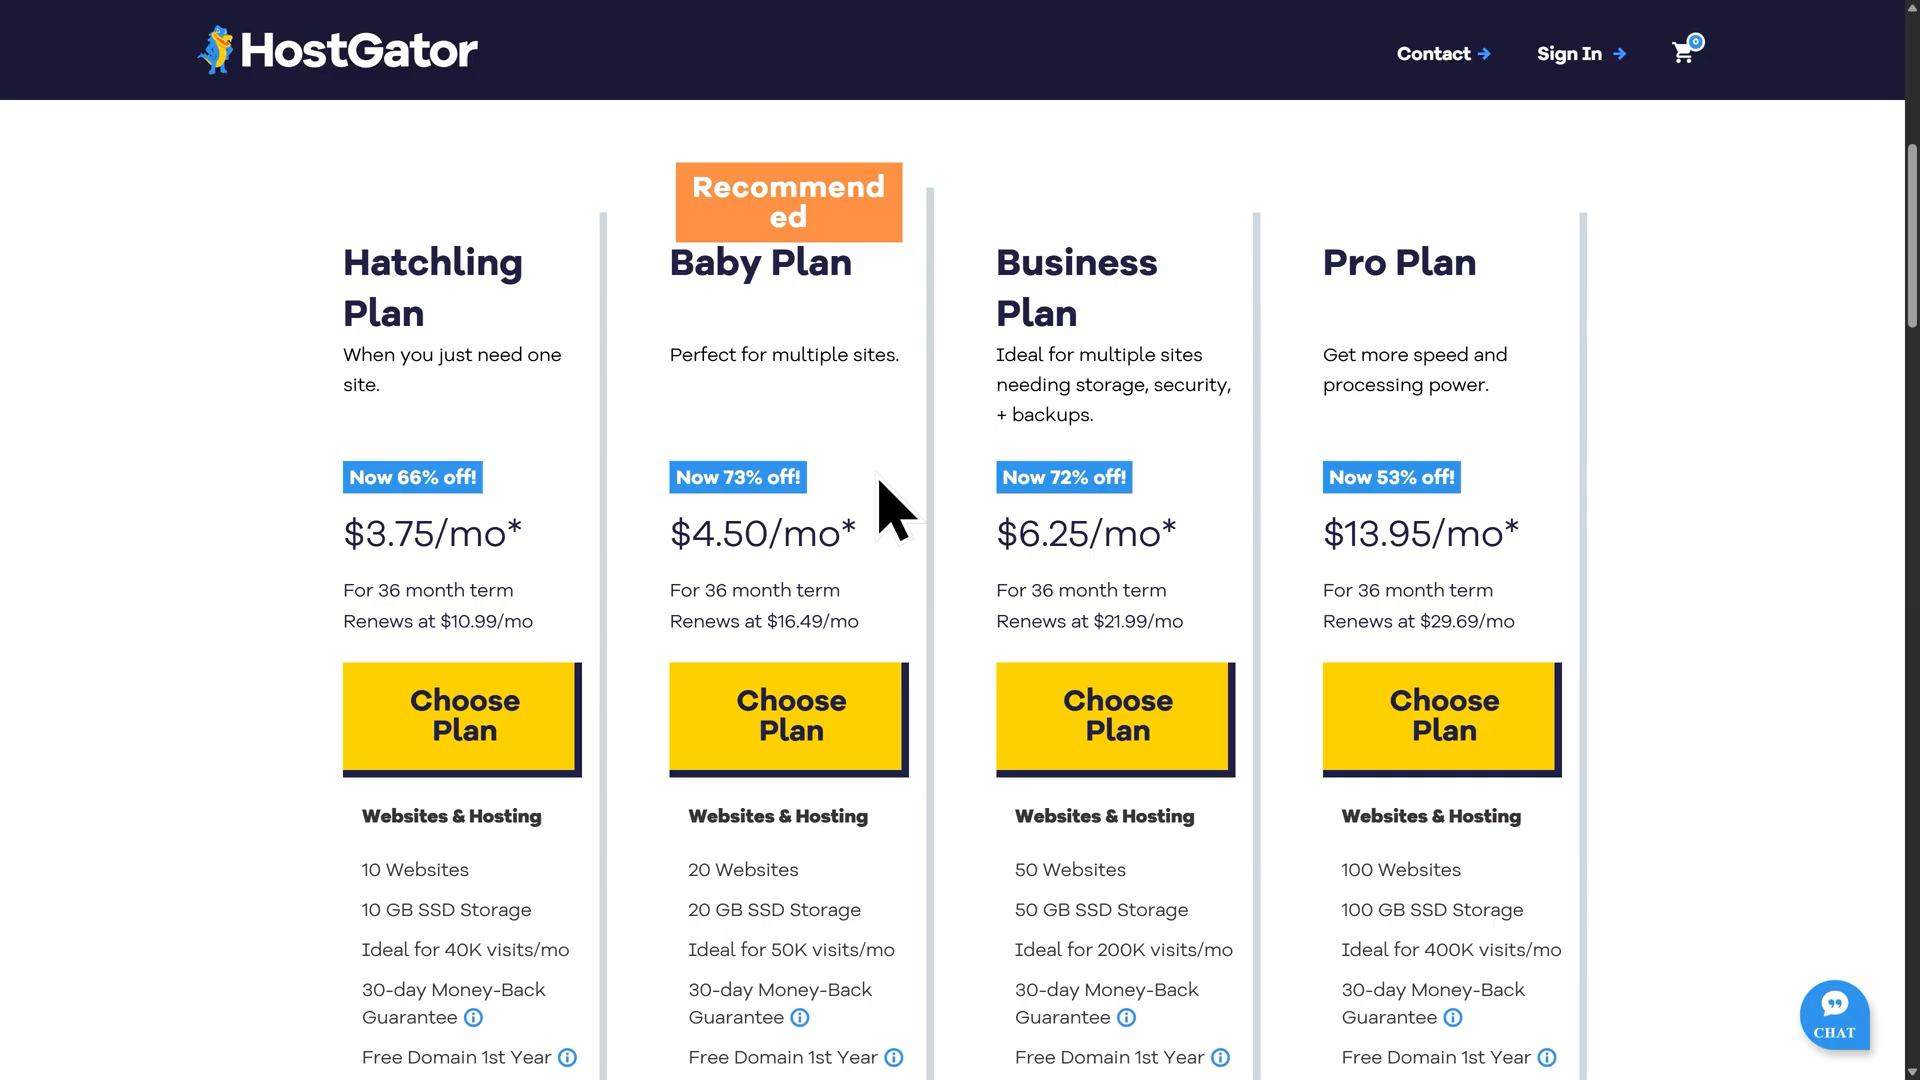 HostGator
Contact
Sign In
0
Recommend
ed
Hatchling
Plan
When you just need one
site.
Now 66% off!
$3.75/mo*
For 36 month term
Renews at $10.99/mo
Choose
Plan
Websites & Hosting
10 Websites
10 GB SSD Storage
Ideal for 40K visits/mo
30-day Money-Back
Guarantee
Free Domain 1st Year
Baby Plan
Perfect for multiple sites.
Now 73% off!
$4.50/mo*
For 36 month term
Renews at $16.49/mo
Choose
Plan
Websites & Hosting
20 Websites
20 GB SSD Storage
Ideal for 50K visits/mo
30-day Money-Back
Guarantee
Free Domain 1st Year
Business
Plan
Ideal for multiple sites
needing storage, security,
+ backups.
Now 72% off!
$6.25/mo*
For 36 month term
Renews at $21.99/mo
Choose
Plan
Websites & Hosting
50 Websites
50 GB SSD Storage
Ideal for 200K visits/mo
30-day Money-Back
Guarantee
Free Domain 1st Year
Pro Plan
Get more speed and
processing power.
Now 53% off!
$13.95/mo*
For 36 month term
Renews at $29.69/mo
Choose
Plan
Websites & Hosting
100 Websites
100 GB SSD Storage
Ideal for 400K visits/mo
30-day Money-Back
Guarantee
Free Domain 1st Year
CHAT